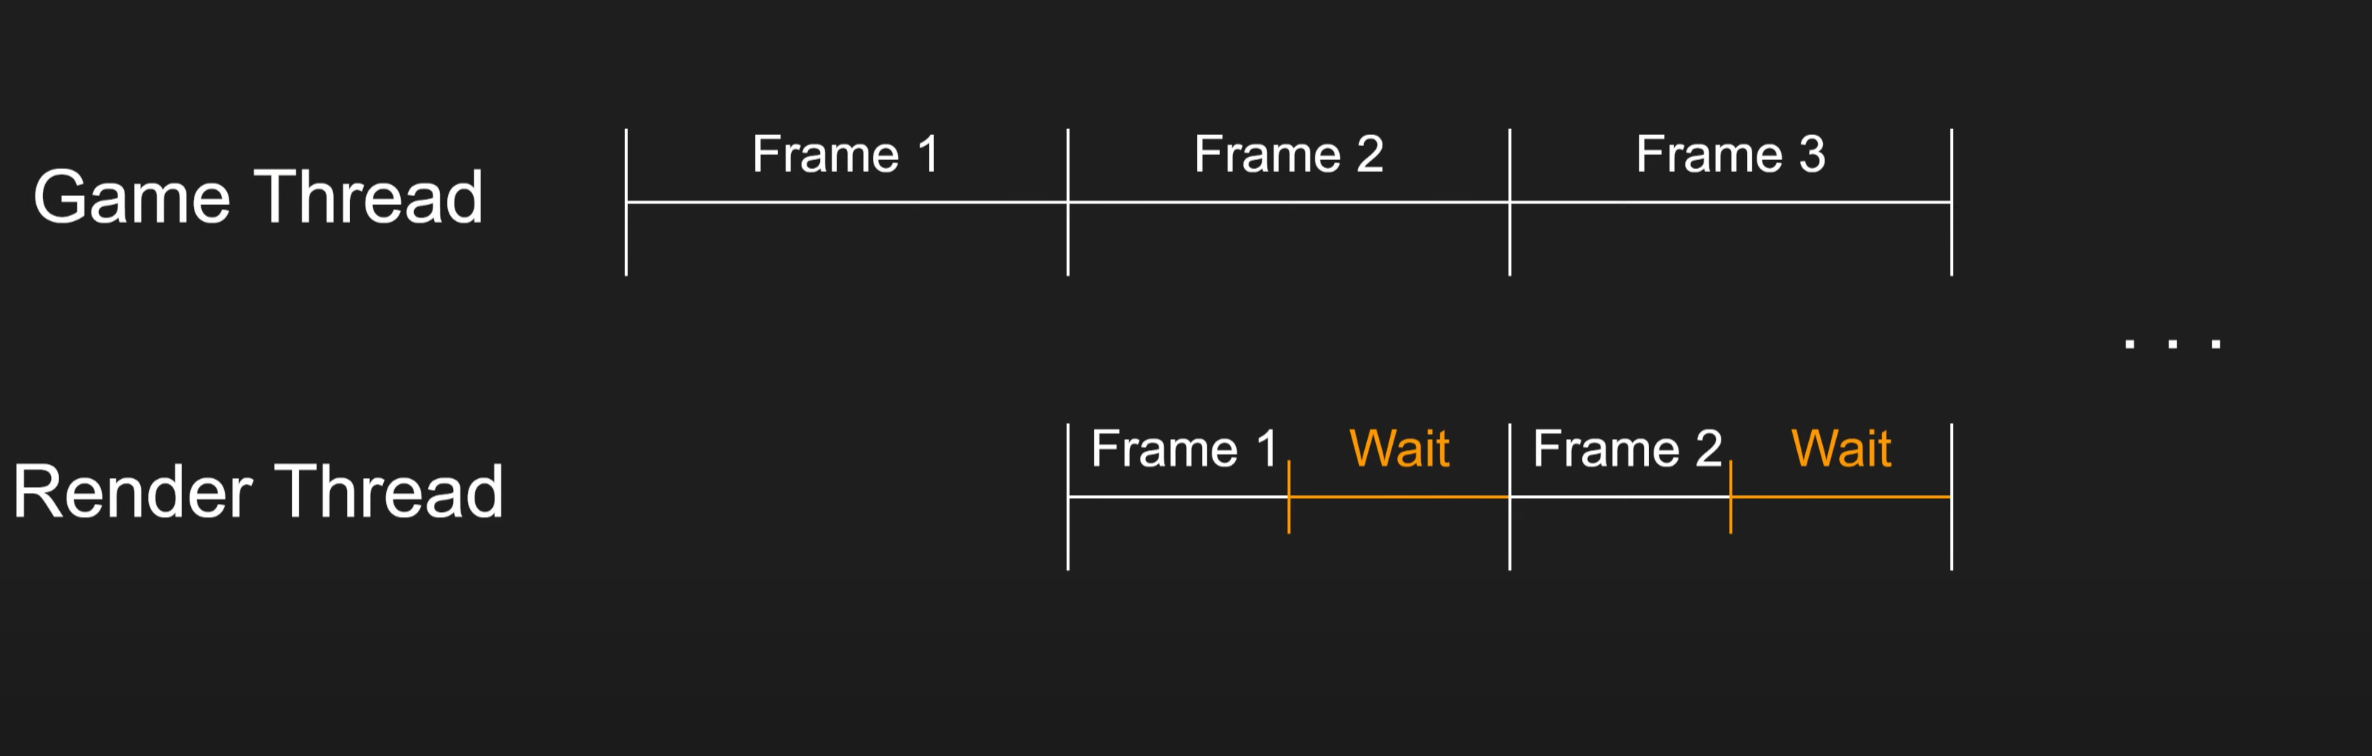 Game Thread
Frame 1
Frame 2
Frame 3
. . .
Render Thread
Frame 1
Wait
Frame 2
Wait